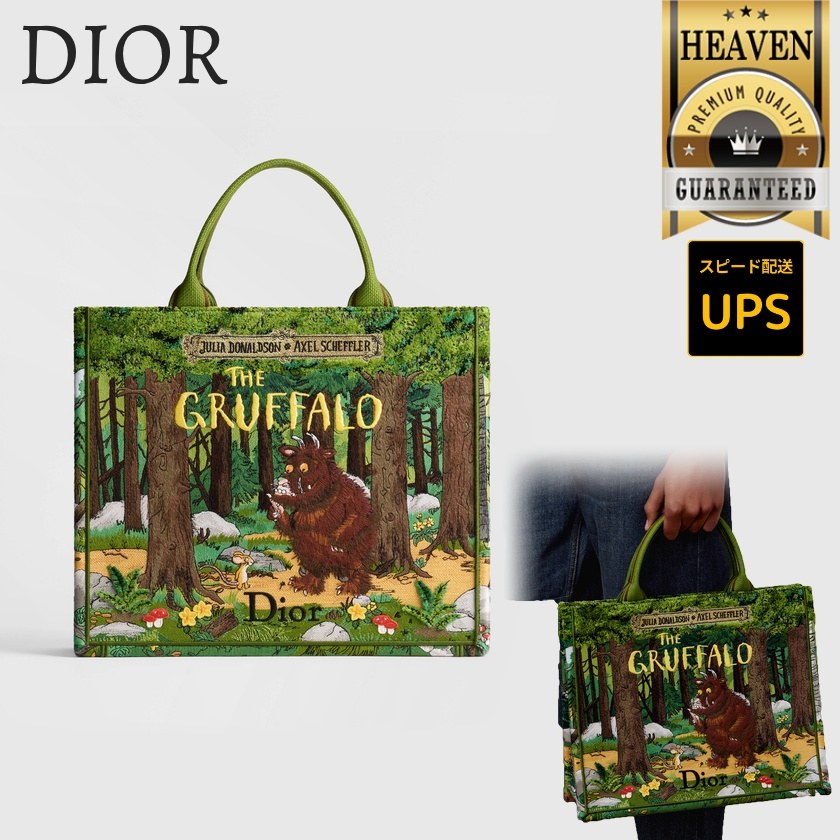 DIOR
HEAVEN
PREMIUM QUALITY
GUARANTEED
スピード配送
UPS
JULIA DONALDSON * AXEL SCHEFFLER
THE
GRUFFALO
Dior
JULIA DONALDSON * AXEL SCHEFFLER
THE
GRUFFALO
Dior